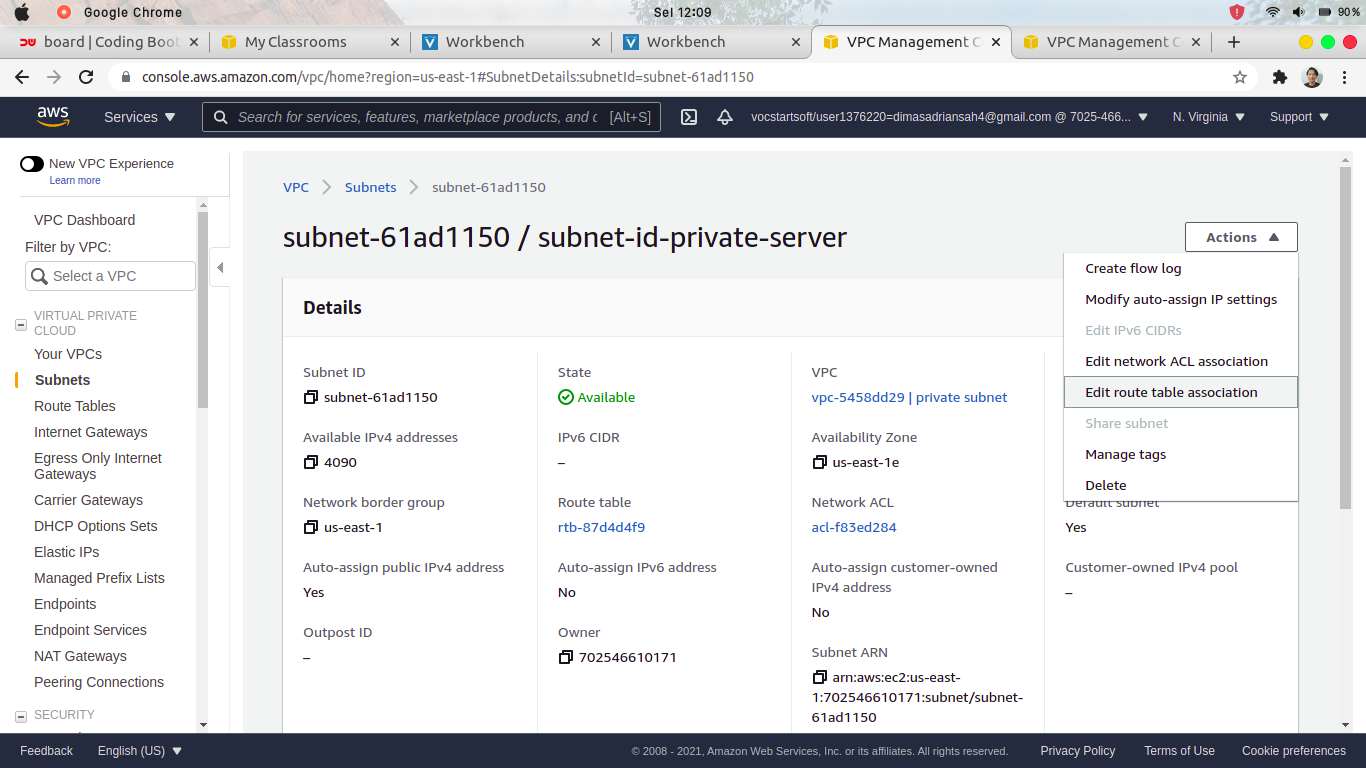 Google Chrome
Sel 12:09
90%
board | Coding Boot
My Classrooms
Workbench
Workbench
VPC Management C
VPC Management C
console.aws.amazon.com/vpc/home?region=us-east-1#SubnetDetails:subnetId=subnet-61ad1150
aws
Services
Search for services, features, marketplace products, and d
[Alt+S]
vocstartsoft/user1376220=dimasadriansah4@gmail.com @ 7025-466...
N. Virginia
Support
New VPC Experience
Learn more
VPC Dashboard
Filter by VPC:
Select a VPC
VIRTUAL PRIVATE
CLOUD
Your VPCs
Subnets
Route Tables
Internet Gateways
Egress Only Internet
Gateways
Carrier Gateways
DHCP Options Sets
Elastic IPs
Managed Prefix Lists
Endpoints
Endpoint Services
NAT Gateways
Peering Connections
SECURITY
VPC
Subnets
subnet-61ad1150
subnet-61ad1150 / subnet-id-private-server
Actions
Create flow log
Modify auto-assign IP settings
Edit IPv6 CIDRs
Edit network ACL association
Edit route table association
Share subnet
Manage tags
Delete
Details
Subnet ID
subnet-61ad1150
State
Available
VPC
vpc-5458dd29 | private subnet
Available IPv4 addresses
4090
IPv6 CIDR
–
Availability Zone
us-east-1e
Network border group
us-east-1
Route table
rtb-87d4d4f9
Network ACL
acl-f83ed284
Default subnet
Yes
Auto-assign public IPv4 address
Yes
Auto-assign IPv6 address
No
Auto-assign customer-owned
IPv4 address
No
Customer-owned IPv4 pool
–
Outpost ID
–
Owner
702546610171
Subnet ARN
arn:aws:ec2:us-east-
1:702546610171:subnet/subnet-
61ad1150
Feedback
English (US)
© 2008 - 2021, Amazon Web Services, Inc. or its affiliates. All rights reserved.
Privacy Policy
Terms of Use
Cookie preferences